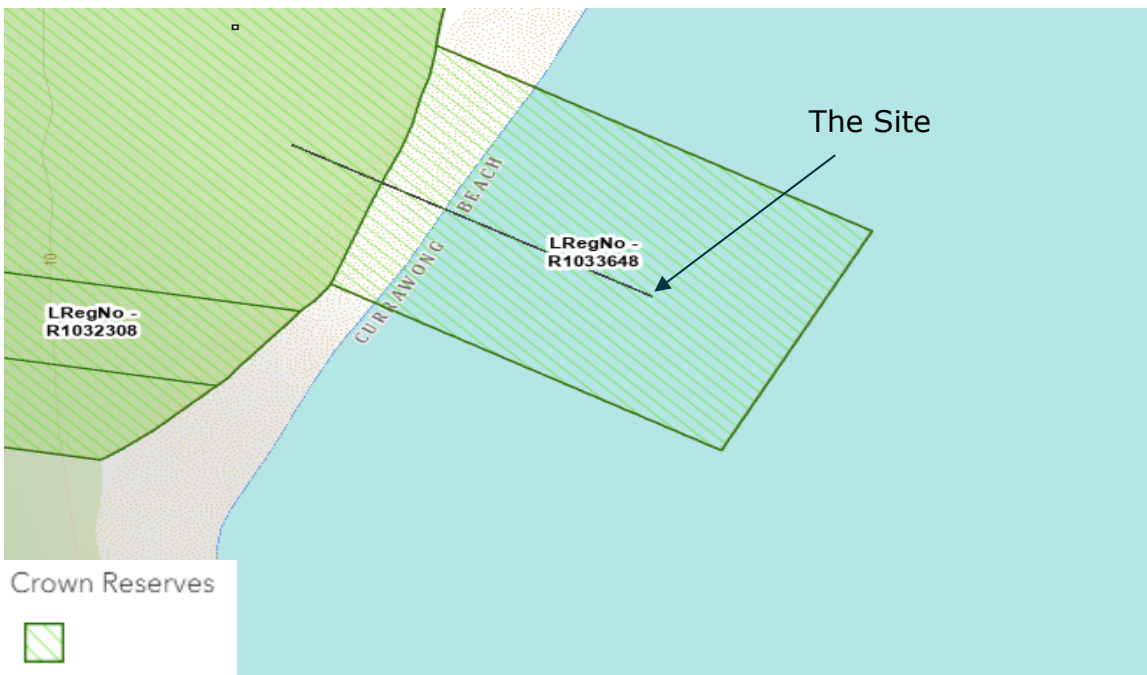 The Site
CURRAWONG BEACH
LRegNo -
R1033648
10
LRegNo -
R1032308
Crown Reserves